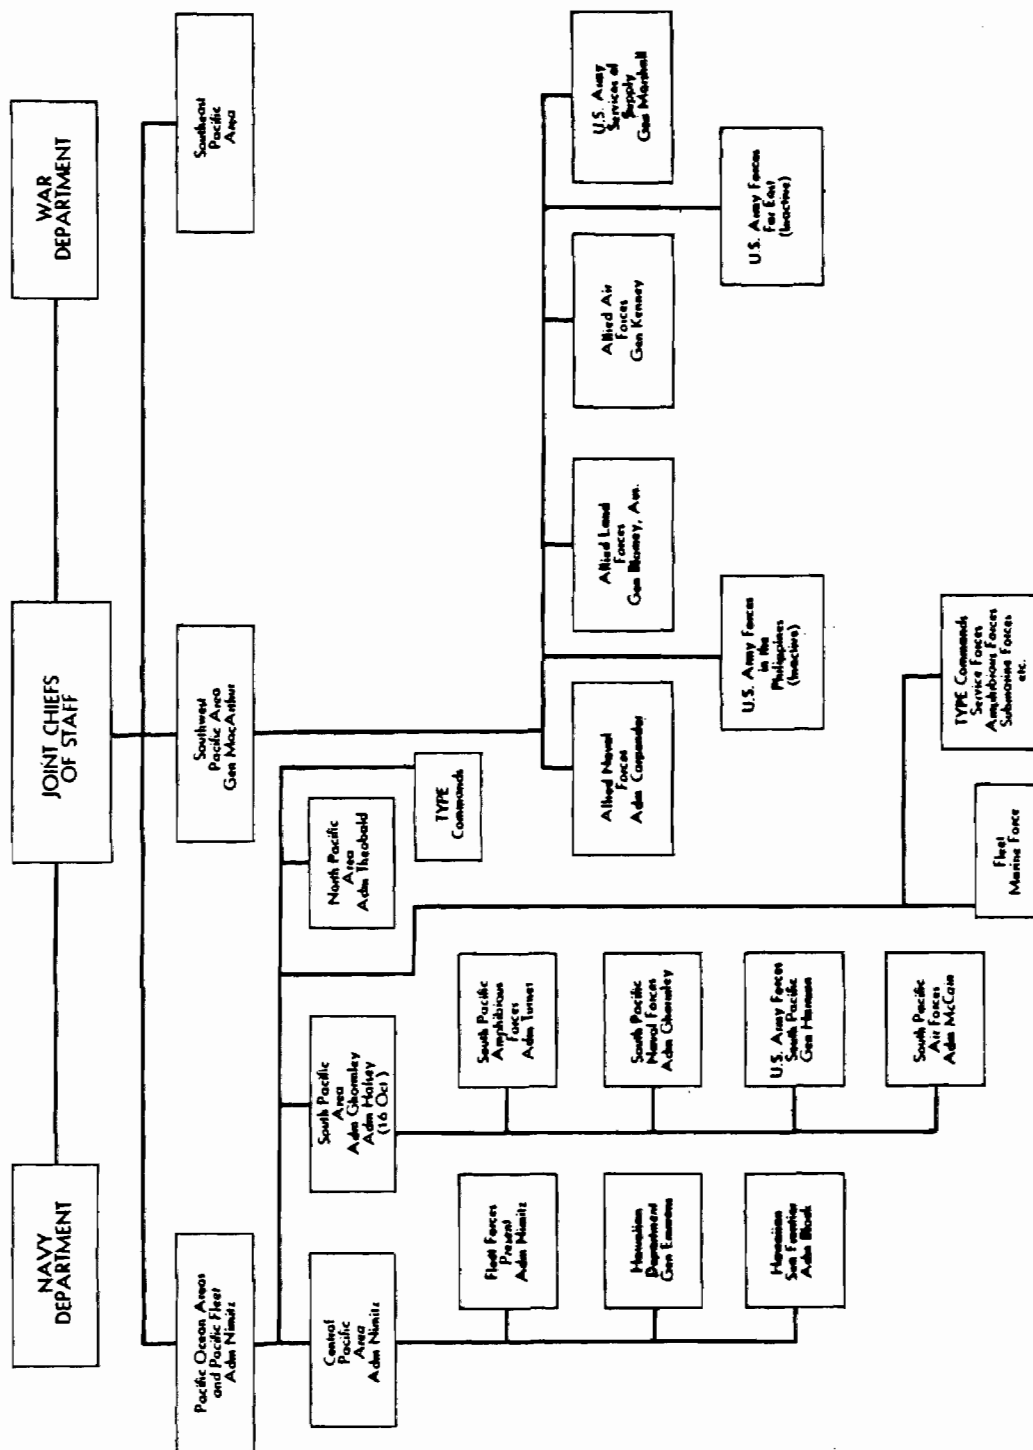 NAVY
DEPARTMENT
JOINT CHIEFS
OF STAFF
WAR
DEPARTMENT
Pacific Ocean Areas
and Pacific Fleet
Adm Nimitz
Southwest
Pacific Area
Gen MacArthur
Southeast
Pacific
Area
Central
Pacific
Area
Adm Nimitz
South Pacific
Area
Adm Ghormley
Adm Halsey
(16 Oct)
North Pacific
Area
Adm Theobald
TYPE
Commands
Fleet Forces
Present
Adm Nimitz
Hawaiian
Department
Gen Emmons
Hawaiian
Sea Frontier
Adm Block
South Pacific
Amphibious
Forces
Adm Turner
South Pacific
Naval Forces
Adm Ghormley
U.S. Army Forces
South Pacific
Gen Harmon
South Pacific
Air Forces
Adm McCain
Fleet
Marine Force
TYPE Commands
Service Forces
Amphibious Forces
Submarine Forces
etc.
Allied Naval
Forces
Adm Carpender
Allied Land
Forces
Gen Blamey, Aus.
Allied Air
Forces
Gen Kenney
U.S. Army
Services of
Supply
Gen Marshall
U.S. Army Forces
in the
Philippines
(Inactive)
U.S. Army Forces
Far East
(Inactive)